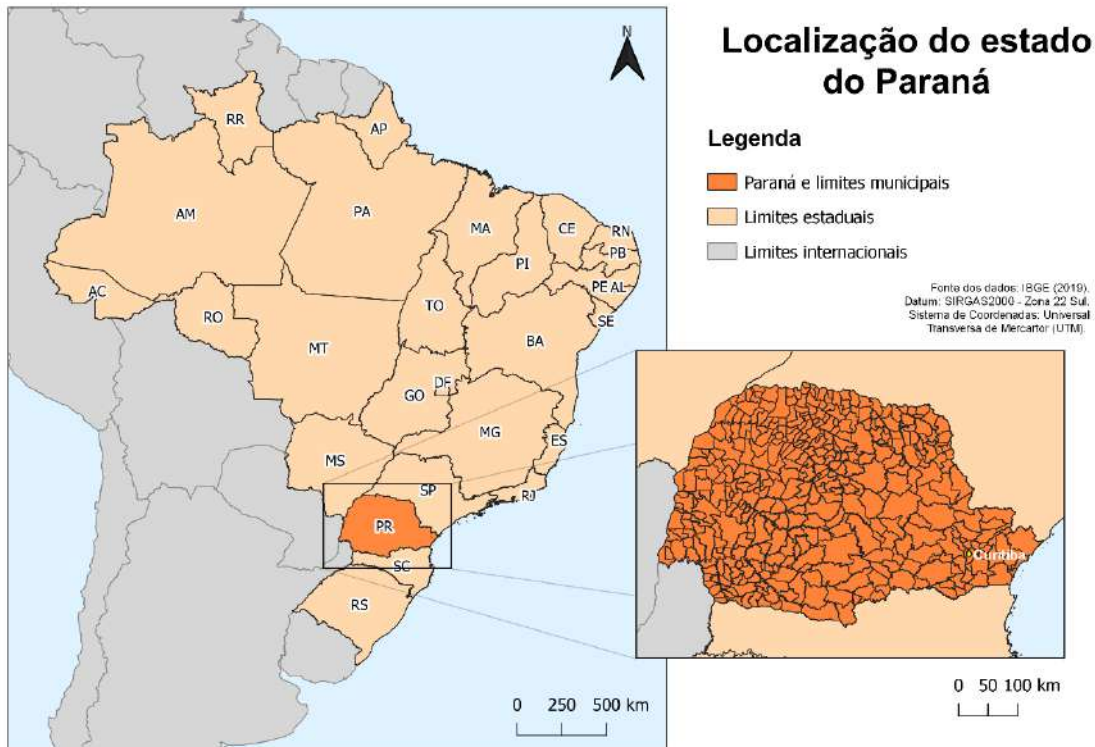 Localização do estado
do Paraná
Legenda
Paraná e limites municipais
Limites estaduais
Limites internacionais
Fonte dos dados: IBGE (2019).
Datum: SIRGAS2000 - Zona 22 Sul.
Sistema de Coordenadas: Universal
Transversa de Mercartor (UTM).
N
RR
AP
AM
PA
MA
CE
RN
PB
PI
PE AL
AC
RO
TO
SE
MT
BA
DF
GO
MG
ES
MS
SP
RJ
PR
SC
RS
0 250 500 km
Curitiba
0 50 100 km